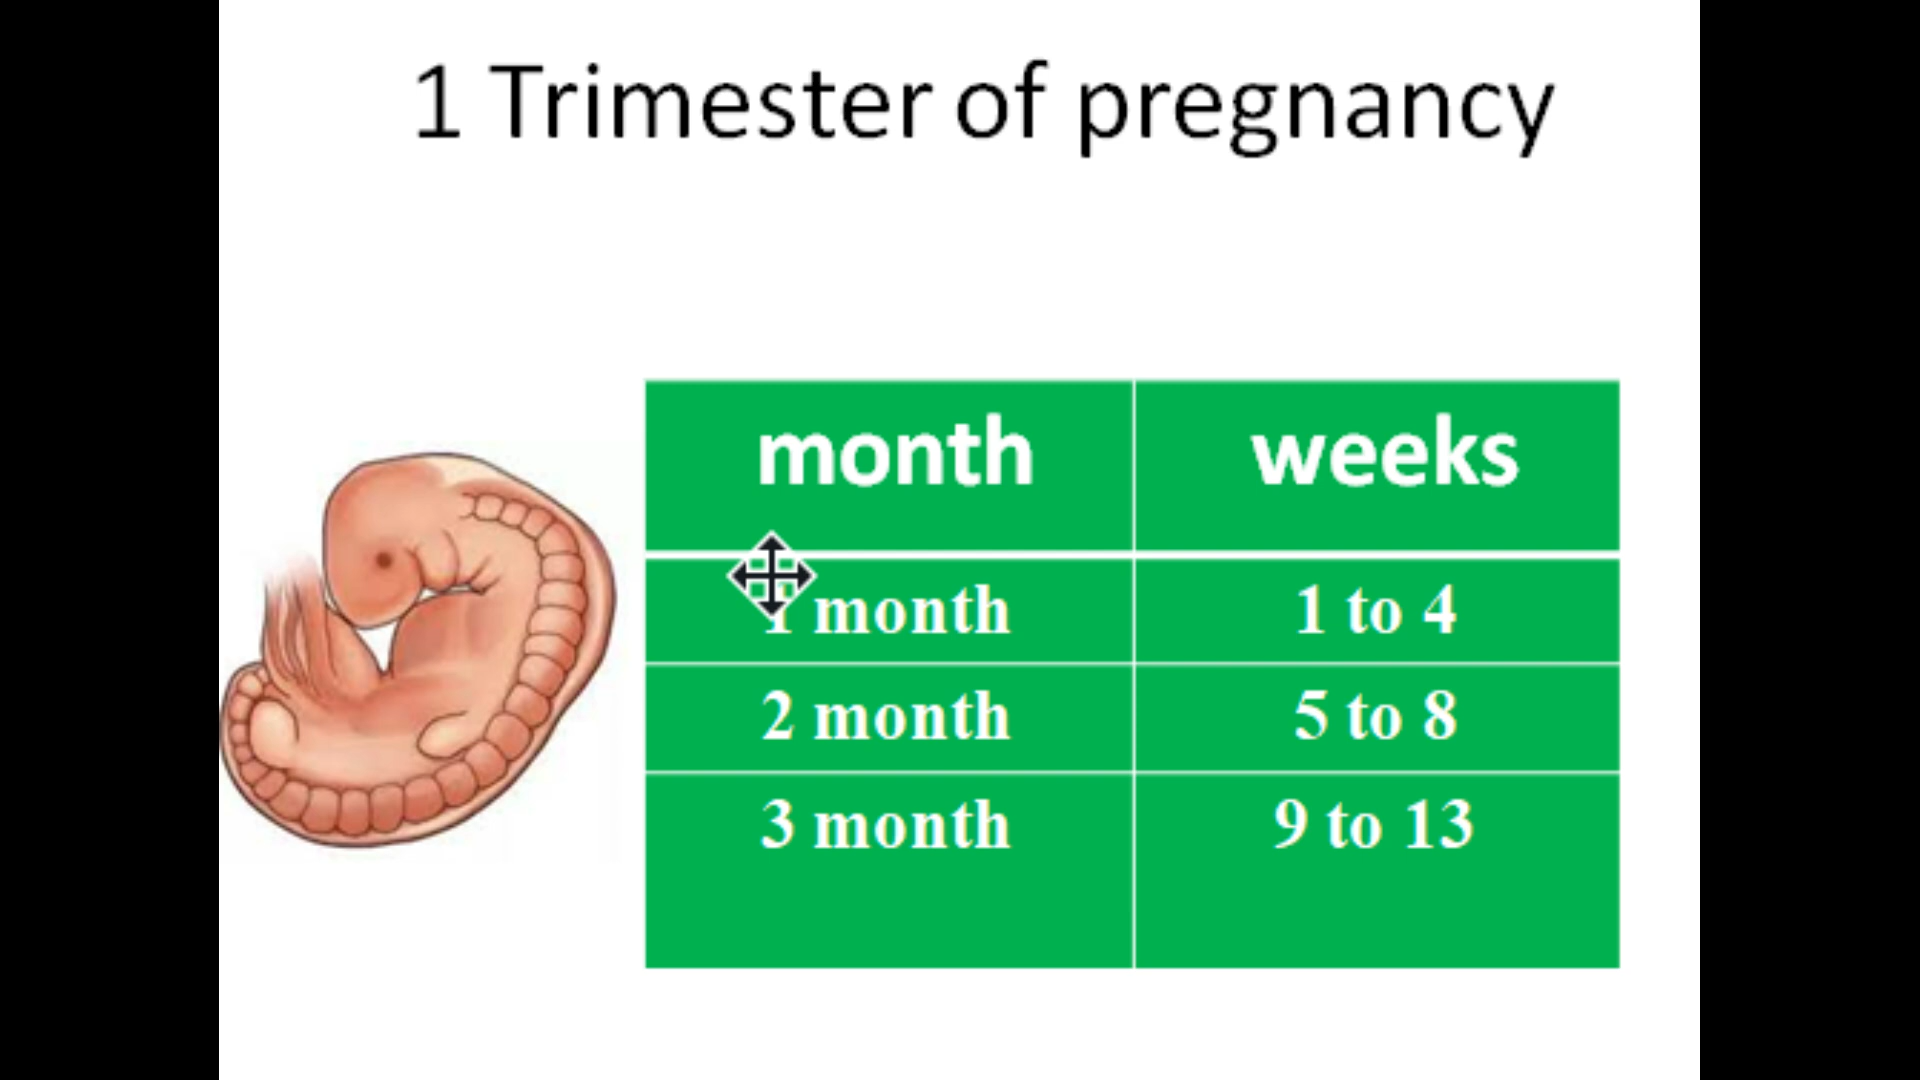 1 Trimester of pregnancy
month weeks
1 month 1 to 4
2 month 5 to 8
3 month 9 to 13